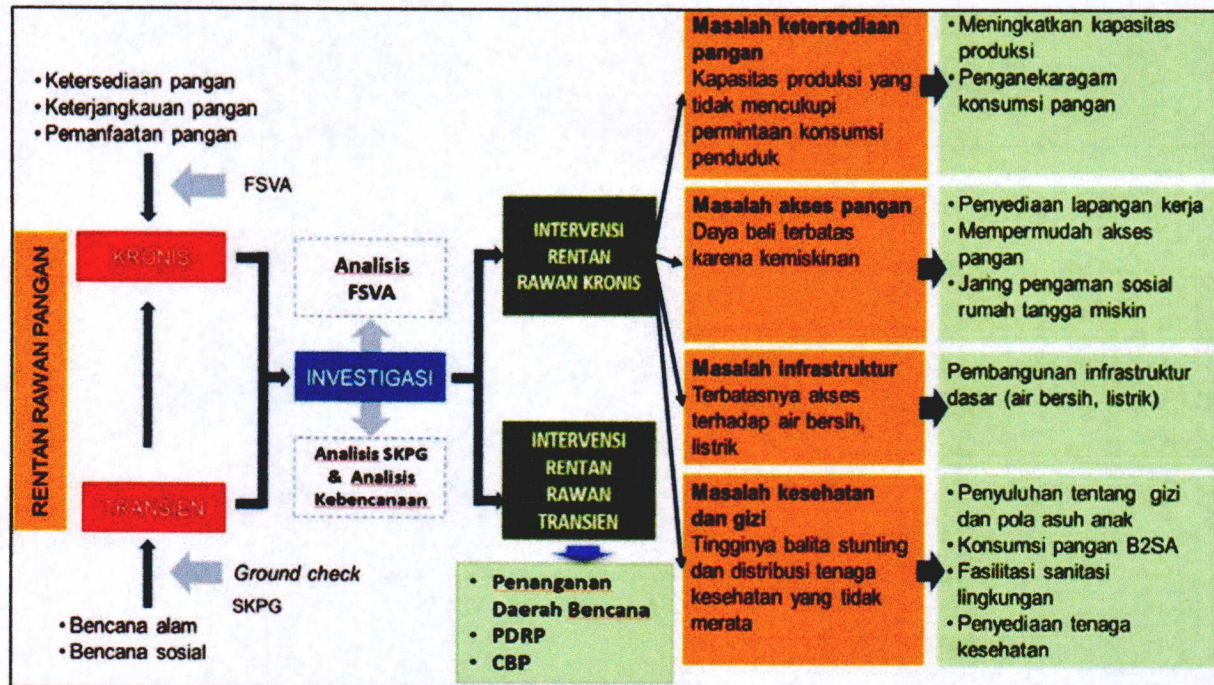 • Ketersediaan pangan
• Keterjangkauan pangan
• Pemanfaatan pangan
FSVA
RENTAN RAWAN PANGAN
KRONIS
TRANSIEN
Ground check
SKPG
• Bencana alam
• Bencana sosial
Analisis
FSVA
INVESTIGASI
Analisis SKPG
& Analisis
Kebencanaan
INTERVENSI
RENTAN
RAWAN KRONIS
INTERVENSI
RENTAN
RAWAN
TRANSIEN
• Penanganan
Daerah Bencana
• PDRP
• CBP
Masalah ketersediaan
pangan
Kapasitas produksi yang
tidak mencukupi
permintaan konsumsi
penduduk
• Meningkatkan kapasitas
produksi
• Penganekaragam
konsumsi pangan
Masalah akses pangan
Daya beli terbatas
karena kemiskinan
• Penyediaan lapangan kerja
• Mempermudah akses
pangan
• Jaring pengaman sosial
rumah tangga miskin
Masalah infrastruktur
Terbatasnya akses
terhadap air bersih,
listrik
Pembangunan infrastruktur
dasar (air bersih, listrik)
Masalah kesehatan
dan gizi
Tingginya balita stunting
dan distribusi tenaga
kesehatan yang tidak
merata
• Penyuluhan tentang gizi
dan pola asuh anak
• Konsumsi pangan B2SA
• Fasilitasi sanitasi
lingkungan
• Penyediaan tenaga
kesehatan